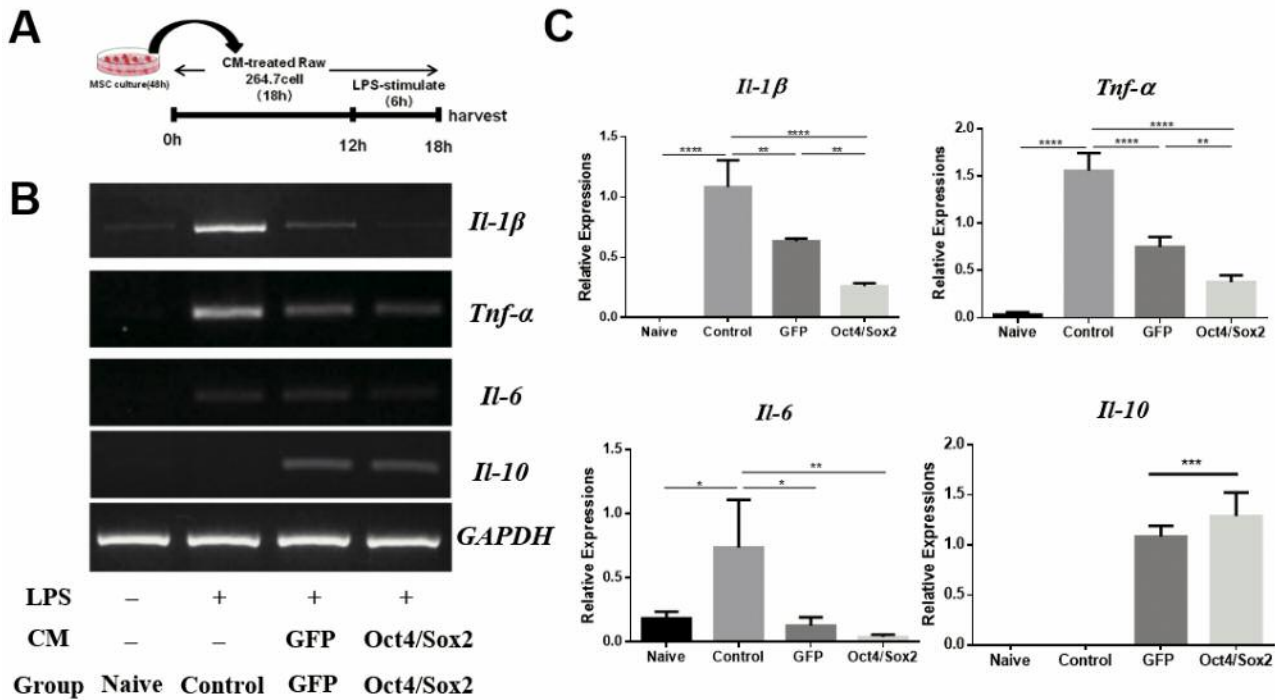 A
MSC culture(48h)
CM-treated Raw
264.7cell
(18h)
LPS-stimulate
(6h)
harvest
0h
12h
18h
B
Il-1β
Tnf-α
Il-6
Il-10
GAPDH
LPS – + + +
CM – – GFP Oct4/Sox2
Group Naive Control GFP Oct4/Sox2
C
Il-1β
Relative Expressions
1.5
1.0
0.5
0.0
****
**** ** **
Naive Control GFP Oct4/Sox2
Tnf-α
Relative Expressions
2.0
1.5
1.0
0.5
0.0
****
**** **** **
Naive Control GFP Oct4/Sox2
Il-6
Relative Expressions
1.5
1.0
0.5
0.0
**
* *
Naive Control GFP Oct4/Sox2
Il-10
Relative Expressions
2.0
1.5
1.0
0.5
0.0
***
Naive Control GFP Oct4/Sox2